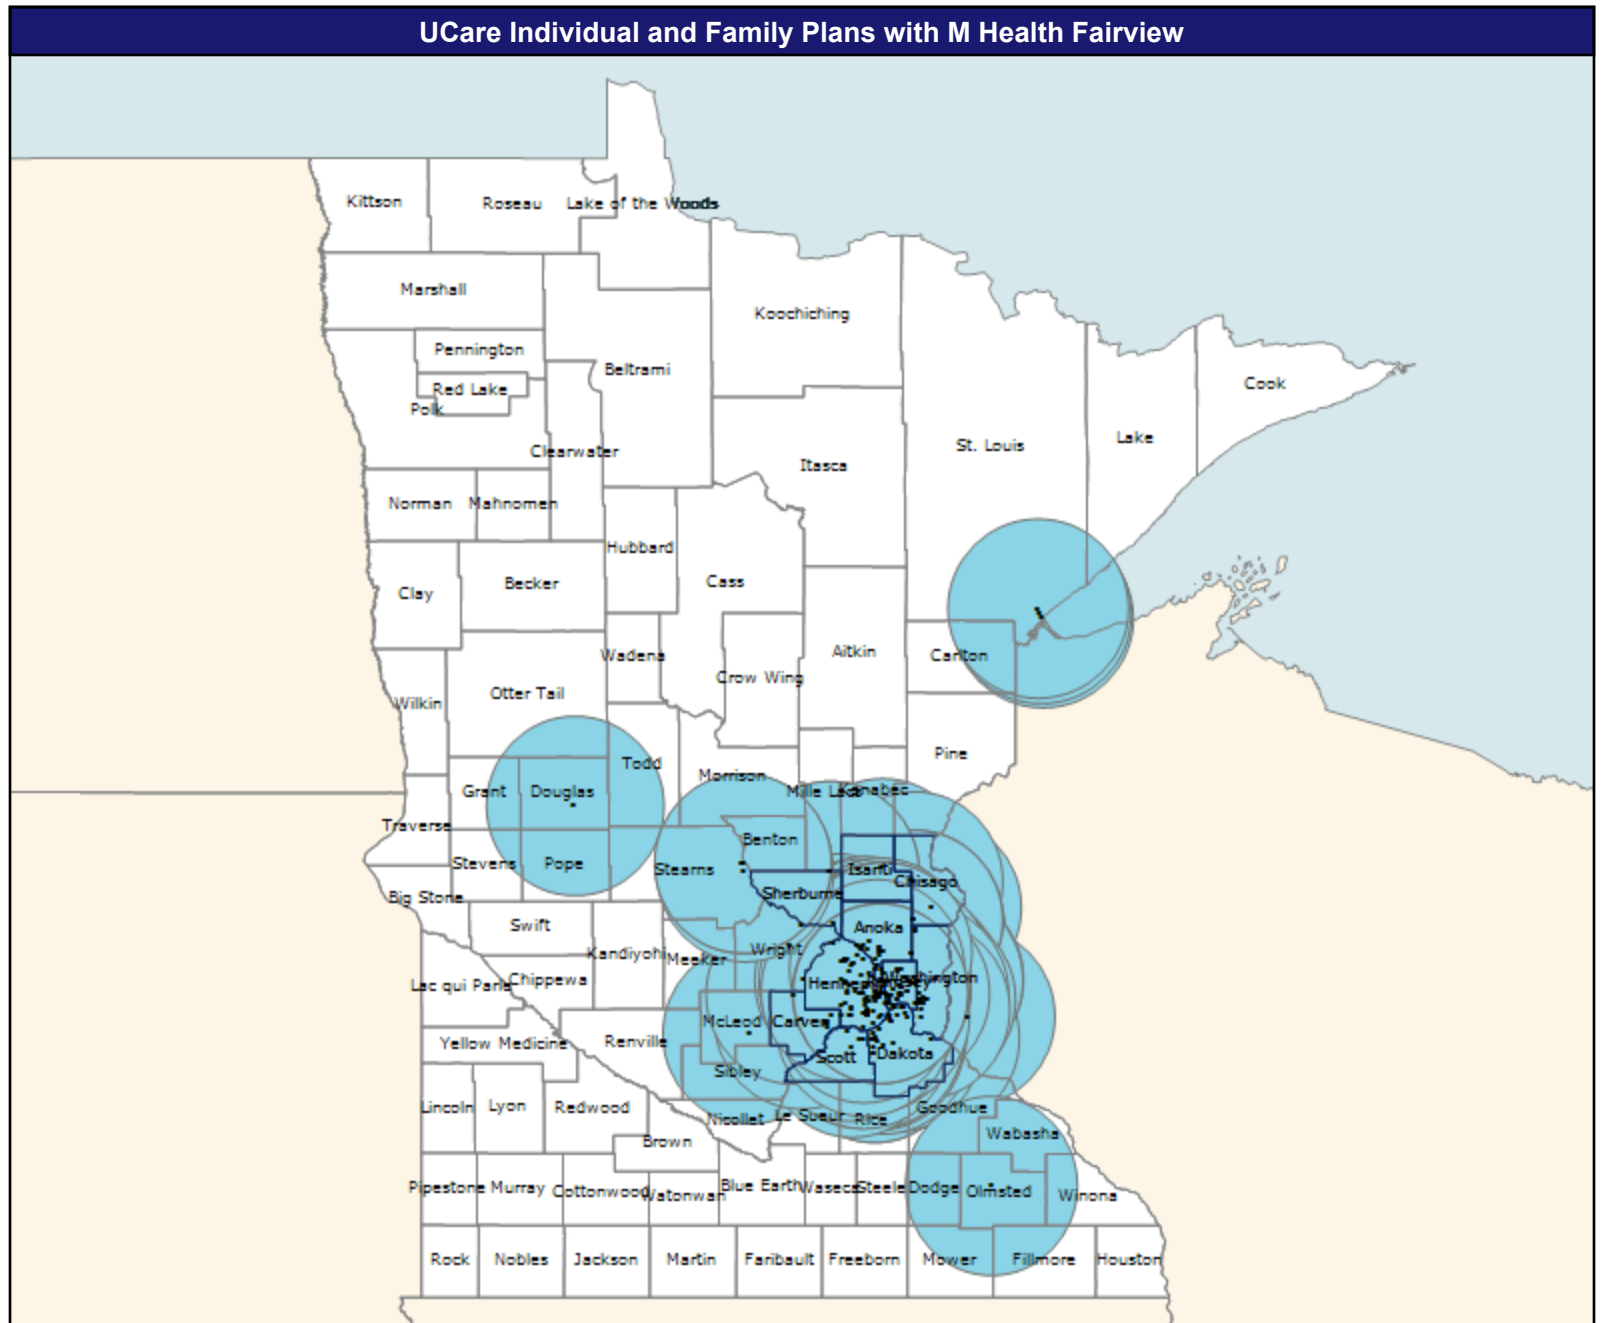 UCare Individual and Family Plans with M Health Fairview
Kittson
Roseau
Lake of the Woods
Marshall
Koochiching
Pennington
Beltrami
Red Lake
Cook
Polk
Lake
St. Louis
Clearwater
Itasca
Norman
Mahnomen
Hubbard
Cass
Becker
Clay
Aitkin
Wadena
Carlton
Crow Wing
Otter Tail
Wilkin
Pine
Todd
Morrison
Grant
Douglas
Mille Lacs
Kanabec
Traverse
Benton
Stevens
Pope
Stearns
Isanti
Chisago
Sherburne
Big Stone
Swift
Anoka
Wright
Kandiyohi
Meeker
Chippewa
Washington
Hennepin
Lac qui Parle
McLeod
Carver
Renville
Yellow Medicine
Scott
Dakota
Sibley
Lincoln
Lyon
Redwood
Goodhue
Nicollet
Le Sueur
Rice
Wabasha
Brown
Pipestone
Murray
Cottonwood
Watonwan
Blue Earth
Waseca
Steele
Dodge
Olmsted
Winona
Rock
Nobles
Jackson
Martin
Faribault
Freeborn
Mower
Fillmore
Houston